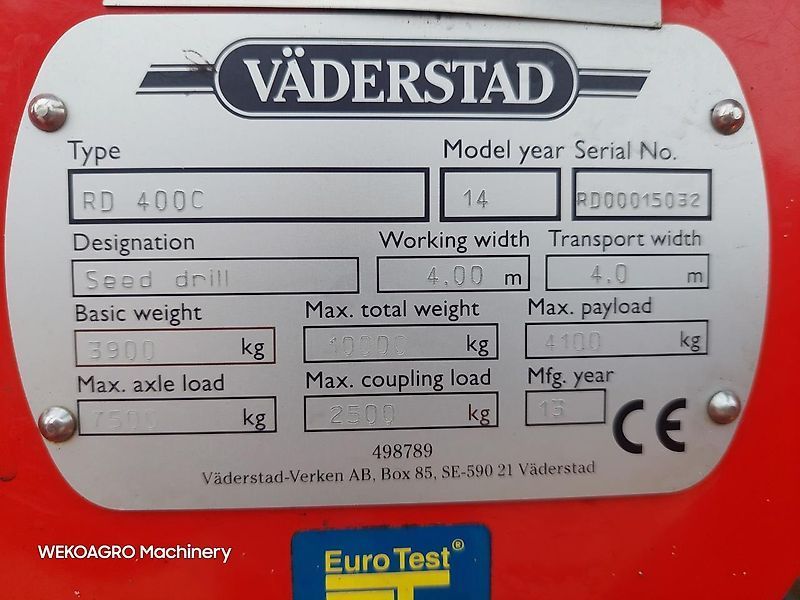 VÄDERSTAD
Type Model year Serial No.
RD 400C 14 RD00015032
Designation Working width Transport width
Seed drill 4.00 m 4.0 m
Basic weight Max. total weight Max. payload
3900 kg 10000 kg 4100 kg
Max. axle load Max. coupling load Mfg. year
7500 kg 2500 kg 13
CE
498789
Väderstad-Verken AB, Box 85, SE-590 21 Väderstad
WEKOAGRO Machinery
Euro Test®